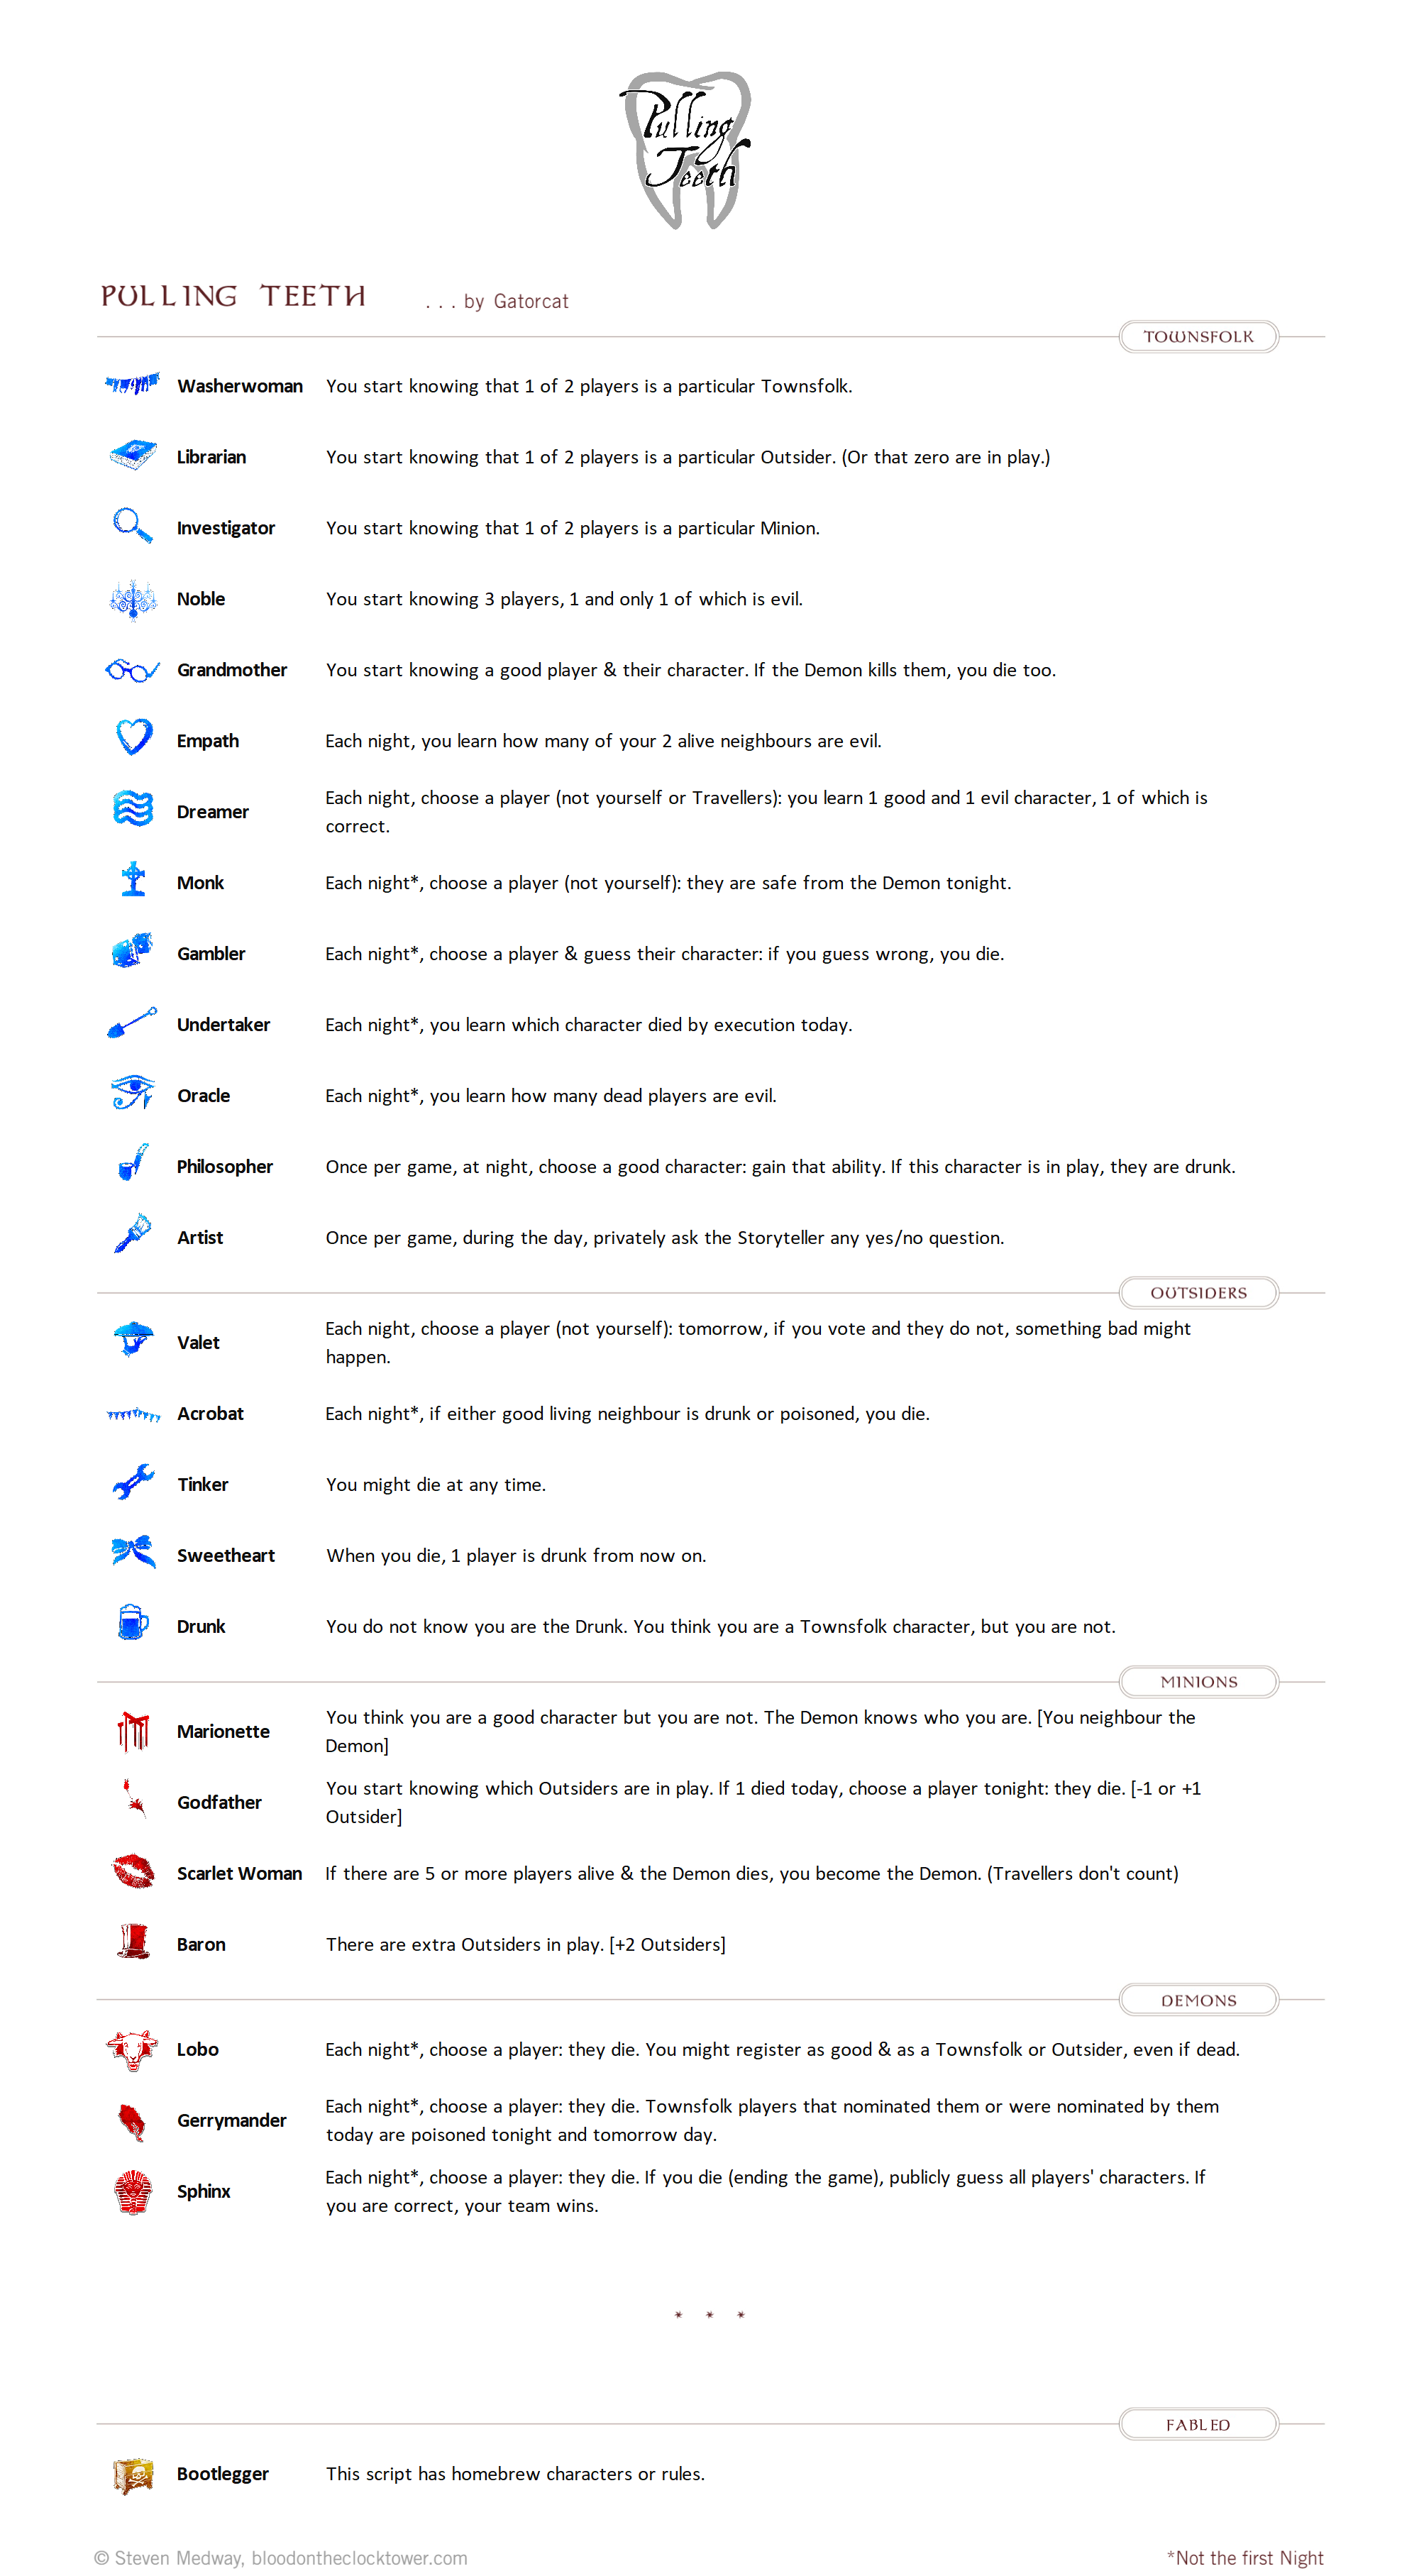 Pulling
Teeth
PULLING TEETH ... by Gatorcat
TOWNSFOLK
Washerwoman You start knowing that 1 of 2 players is a particular Townsfolk.
Librarian You start knowing that 1 of 2 players is a particular Outsider. (Or that zero are in play.)
Investigator You start knowing that 1 of 2 players is a particular Minion.
Noble You start knowing 3 players, 1 and only 1 of which is evil.
Grandmother You start knowing a good player & their character. If the Demon kills them, you die too.
Empath Each night, you learn how many of your 2 alive neighbours are evil.
Dreamer Each night, choose a player (not yourself or Travellers): you learn 1 good and 1 evil character, 1 of which is
correct.
Monk Each night*, choose a player (not yourself): they are safe from the Demon tonight.
Gambler Each night*, choose a player & guess their character: if you guess wrong, you die.
Undertaker Each night*, you learn which character died by execution today.
Oracle Each night*, you learn how many dead players are evil.
Philosopher Once per game, at night, choose a good character: gain that ability. If this character is in play, they are drunk.
Artist Once per game, during the day, privately ask the Storyteller any yes/no question.
OUTSIDERS
Valet Each night, choose a player (not yourself): tomorrow, if you vote and they do not, something bad might
happen.
Acrobat Each night*, if either good living neighbour is drunk or poisoned, you die.
Tinker You might die at any time.
Sweetheart When you die, 1 player is drunk from now on.
Drunk You do not know you are the Drunk. You think you are a Townsfolk character, but you are not.
MINIONS
Marionette You think you are a good character but you are not. The Demon knows who you are. [You neighbour the
Demon]
Godfather You start knowing which Outsiders are in play. If 1 died today, choose a player tonight: they die. [-1 or +1
Outsider]
Scarlet Woman If there are 5 or more players alive & the Demon dies, you become the Demon. (Travellers don't count)
Baron There are extra Outsiders in play. [+2 Outsiders]
DEMONS
Lobo Each night*, choose a player: they die. You might register as good & as a Townsfolk or Outsider, even if dead.
Gerrymander Each night*, choose a player: they die. Townsfolk players that nominated them or were nominated by them
today are poisoned tonight and tomorrow day.
Sphinx Each night*, choose a player: they die. If you die (ending the game), publicly guess all players' characters. If
you are correct, your team wins.
* * *
FABLED
Bootlegger This script has homebrew characters or rules.
© Steven Medway, bloodontheclocktower.com *Not the first Night